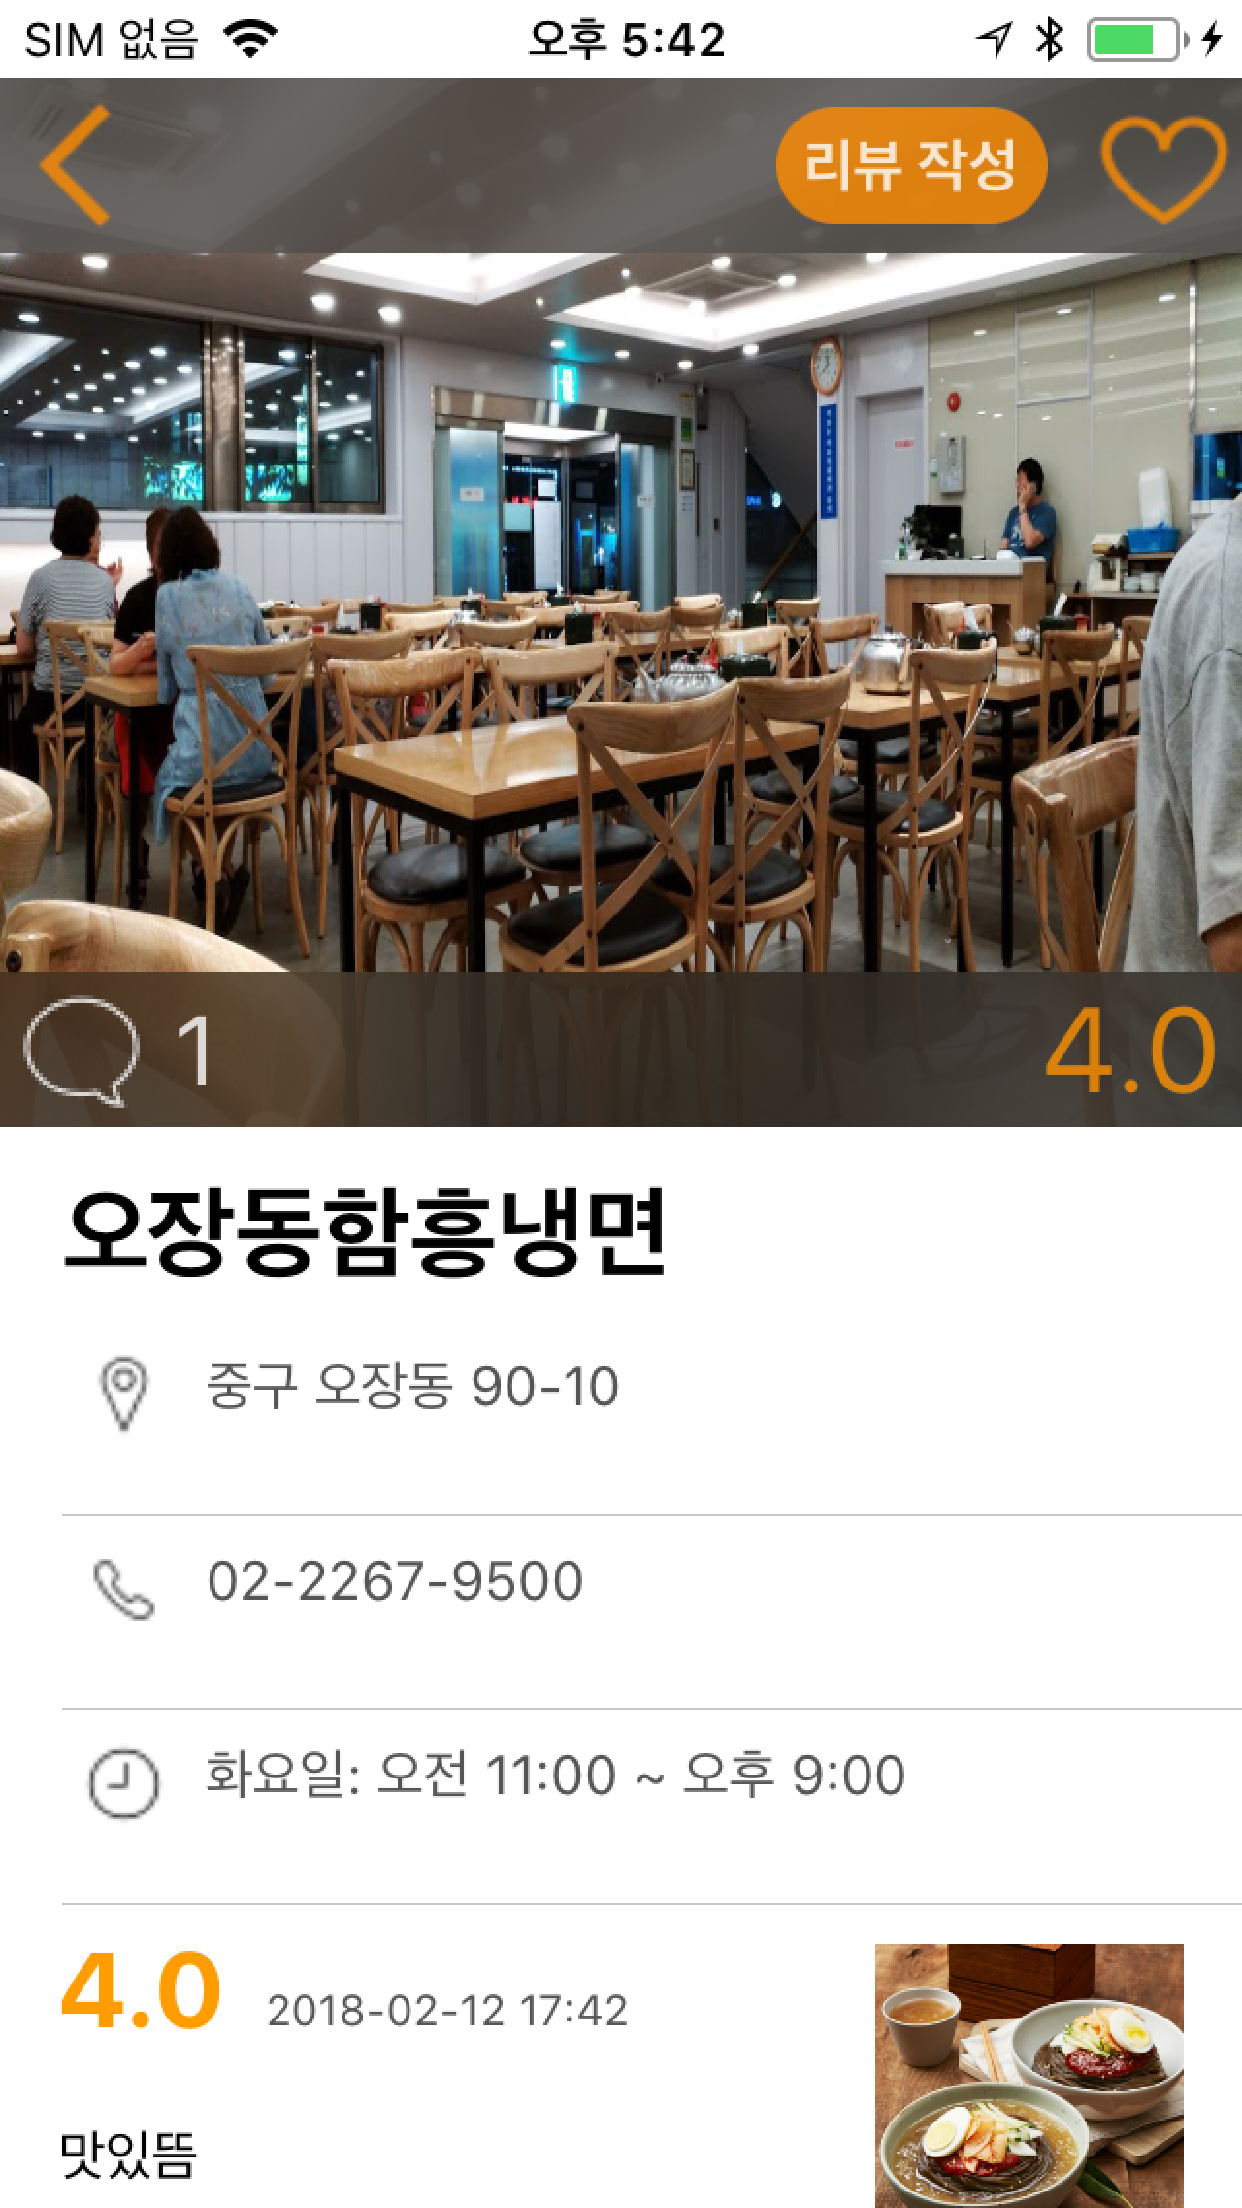 SIM 없음 오후 5:42
리뷰 작성
1 4.0
오장동함흥냉면
중구 오장동 90-10
02-2267-9500
화요일: 오전 11:00 ~ 오후 9:00
4.0 2018-02-12 17:42
맛있뜸